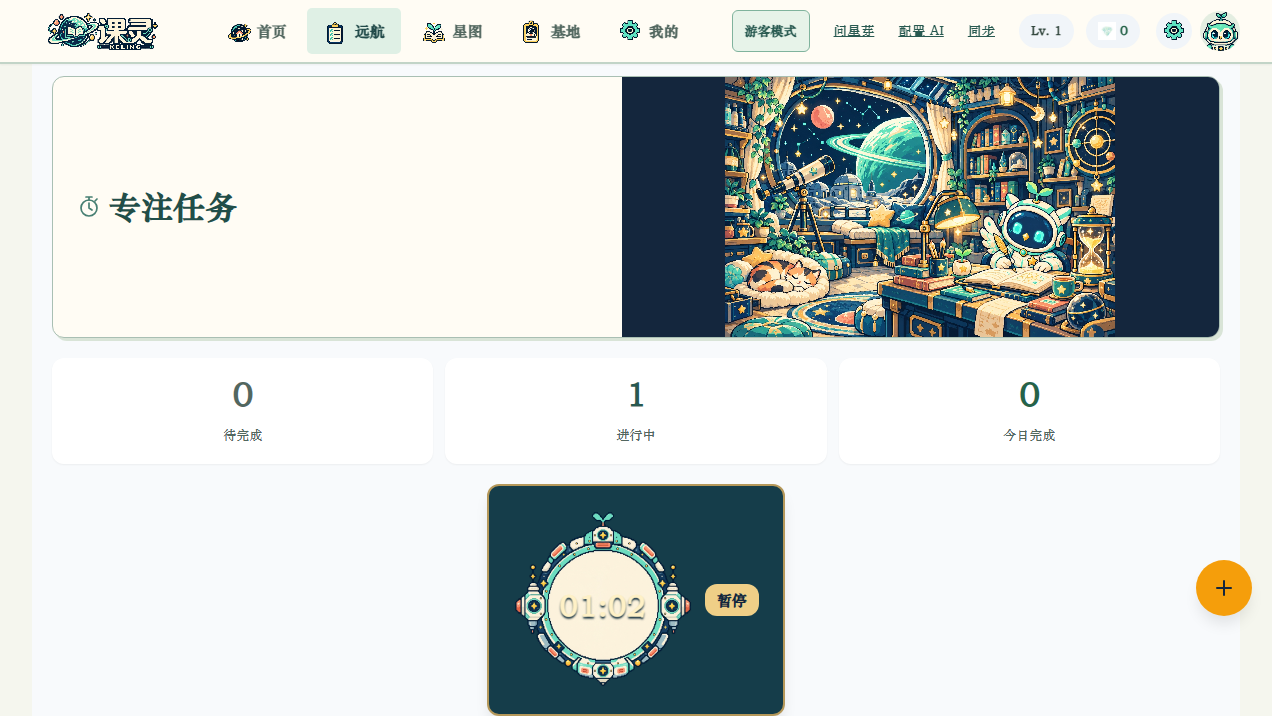 课灵
KELING
首页
远航
星图
基地
我的
游客模式
问星芽
配置 AI
同步
Lv. 1
0
专注任务
0
待完成
1
进行中
0
今日完成
01:02
暂停
+